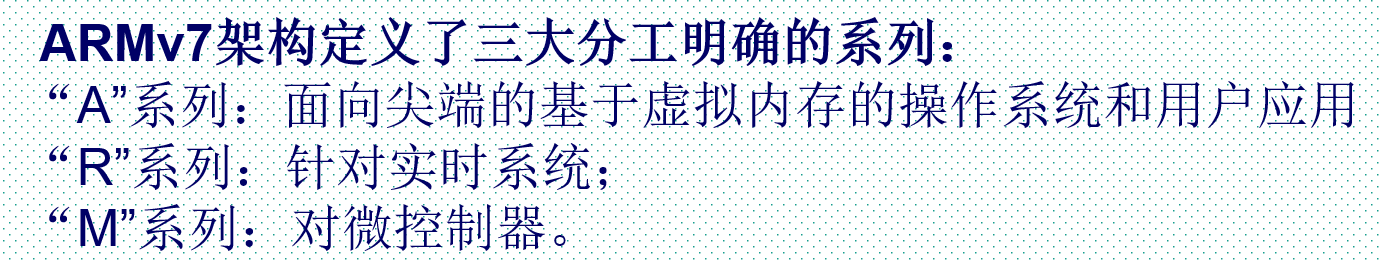 ARMv7架构定义了三大分工明确的系列：
“A”系列：面向尖端的基于虚拟内存的操作系统和用户应用
“R”系列：针对实时系统；
“M”系列：对微控制器。